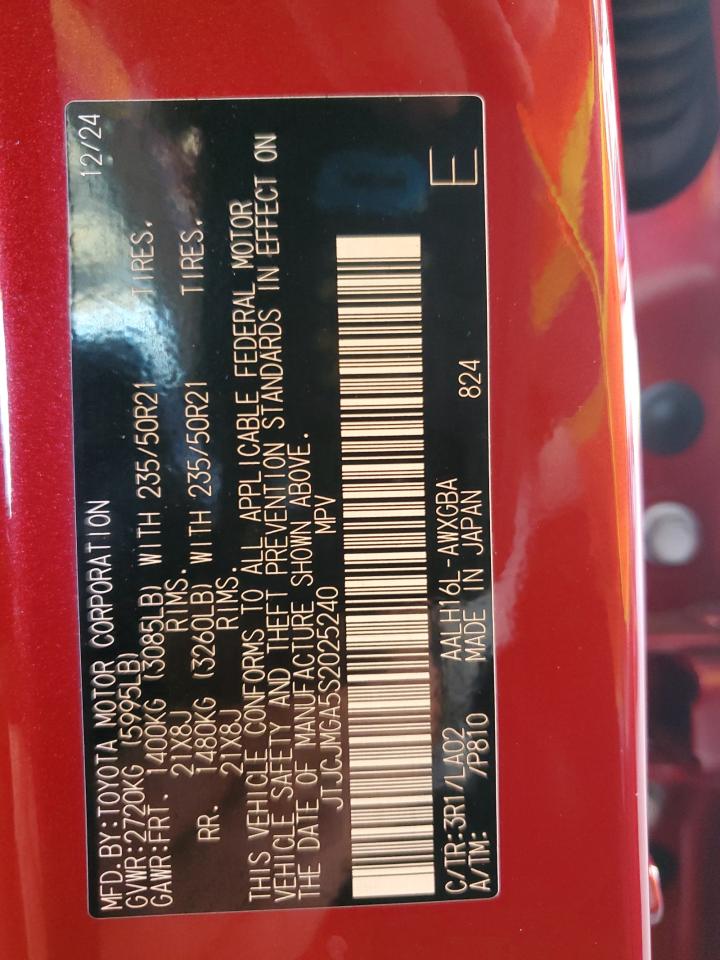 MFD.BY:TOYOTA MOTOR CORPORATION 12/24
GVWR:2720KG (5995LB)
GAWR:FRT. 1400KG (3085LB) WITH 235/50R21 TIRES.
21X8J RIMS.
RR. 1480KG (3260LB) WITH 235/50R21 TIRES.
21X8J RIMS.
THIS VEHICLE CONFORMS TO ALL APPLICABLE FEDERAL MOTOR
VEHICLE SAFETY AND THEFT PREVENTION STANDARDS IN EFFECT ON
THE DATE OF MANUFACTURE SHOWN ABOVE.
JTJCJMGA5S2025240 MPV
C/TR:3R1/LA02 AALH16L-AWXGBA E
A/TM: /P810 MADE IN JAPAN 824